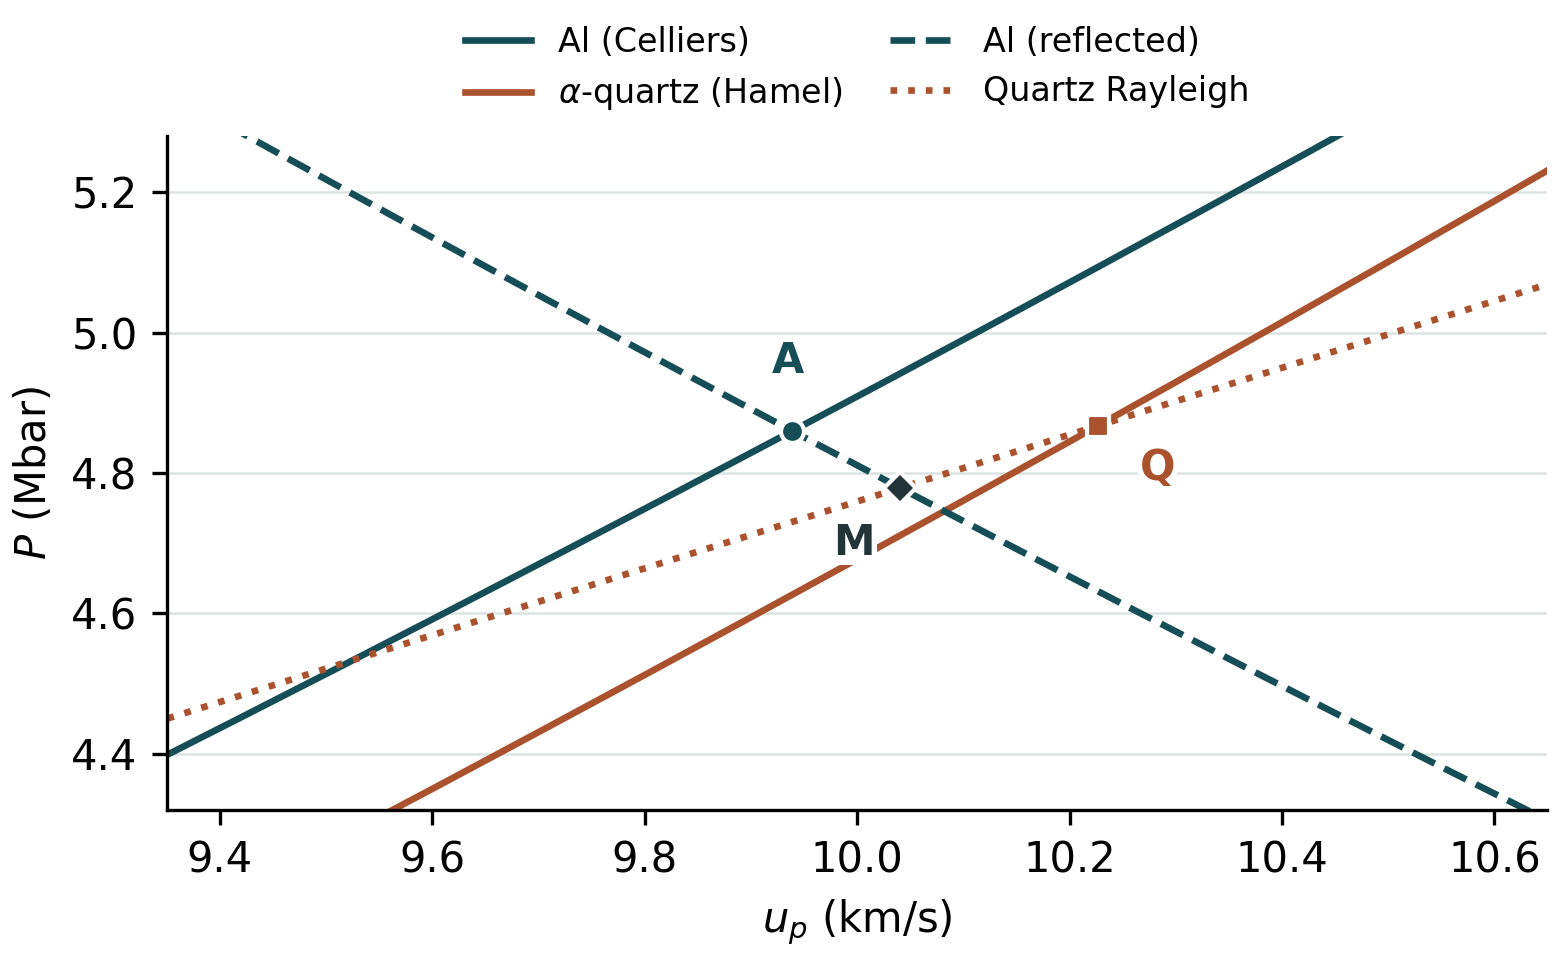 Al (Celliers)
α-quartz (Hamel)
Al (reflected)
Quartz Rayleigh
5.2
5.0
4.8
4.6
4.4
P (Mbar)
A
M
Q
9.4 9.6 9.8 10.0 10.2 10.4 10.6
u_p (km/s)